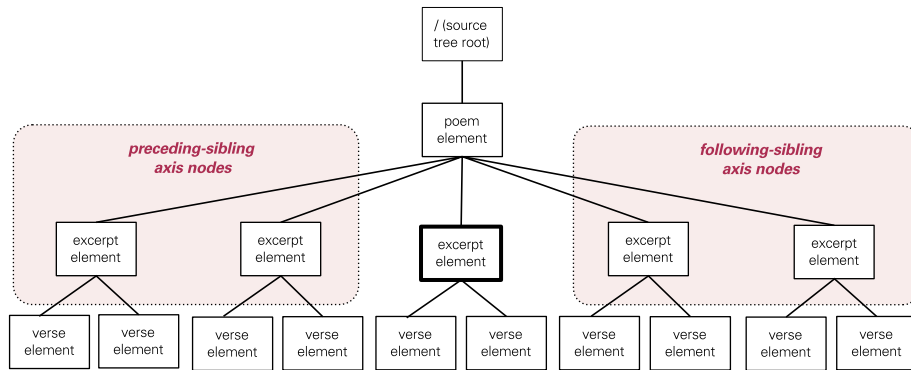 / (source
tree root)
poem
element
preceding-sibling
axis nodes
following-sibling
axis nodes
excerpt
element
excerpt
element
excerpt
element
excerpt
element
excerpt
element
verse
element
verse
element
verse
element
verse
element
verse
element
verse
element
verse
element
verse
element
verse
element
verse
element